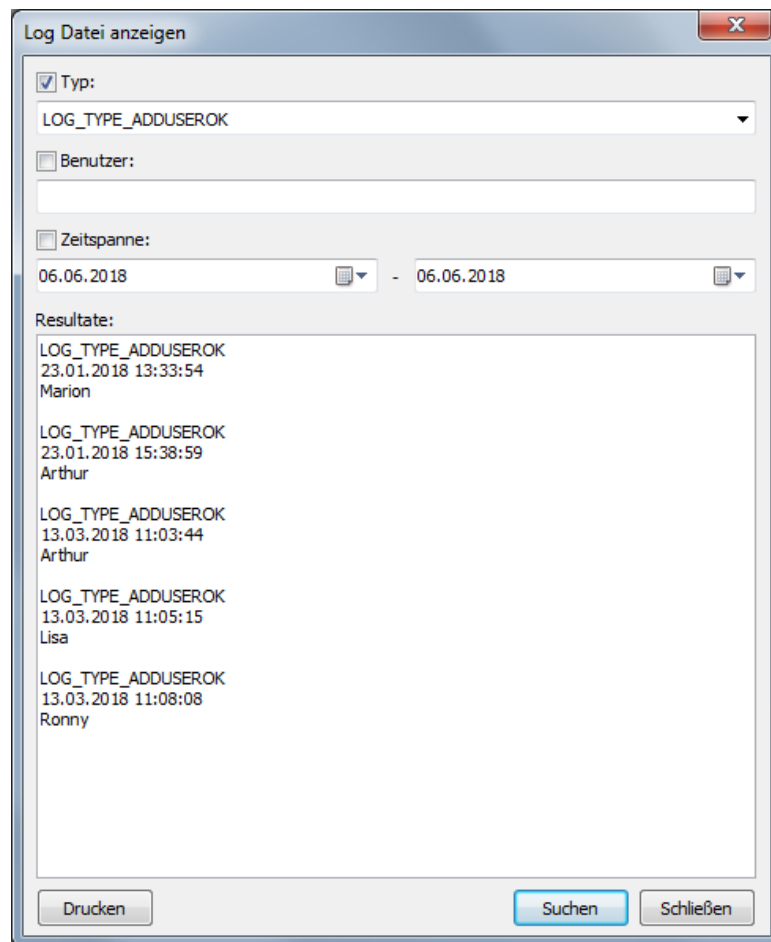 Log Datei anzeigen
Typ:
LOG_TYPE_ADDUSEROK
Benutzer:
Zeitspanne:
06.06.2018 - 06.06.2018
Resultate:
LOG_TYPE_ADDUSEROK
23.01.2018 13:33:54
Marion
LOG_TYPE_ADDUSEROK
23.01.2018 15:38:59
Arthur
LOG_TYPE_ADDUSEROK
13.03.2018 11:03:44
Arthur
LOG_TYPE_ADDUSEROK
13.03.2018 11:05:15
Lisa
LOG_TYPE_ADDUSEROK
13.03.2018 11:08:08
Ronny
Drucken Suchen Schließen